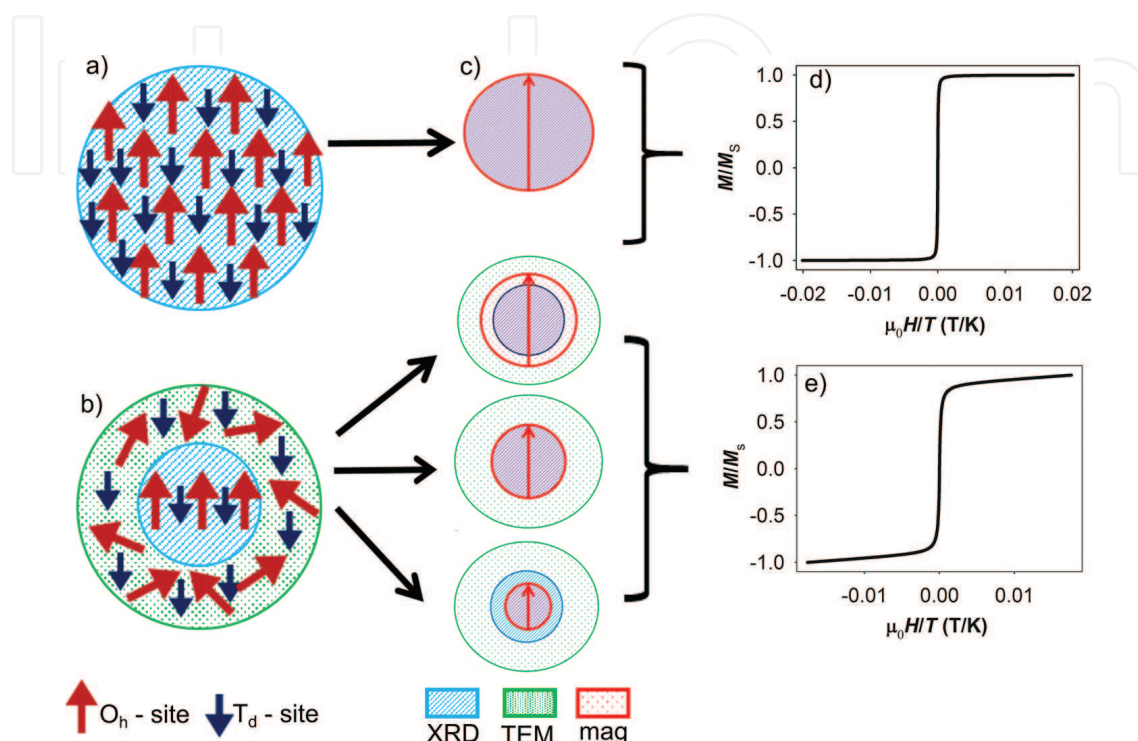 a)
c)
d)
1.0
0.5
0.0
-0.5
-1.0
M/Ms
-0.02 -0.01 0.00 0.01 0.02
μ₀H/T (T/K)
b)
e)
1.0
0.5
0.0
-0.5
-1.0
M/Ms
-0.01 0.00 0.01
μ₀H/T (T/K)
Oₕ - site
T_d - site
XRD TEM mag